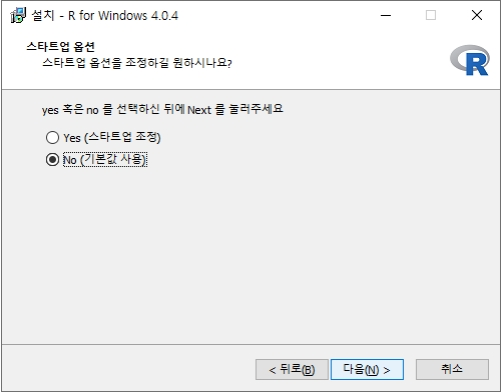 설치 - R for Windows 4.0.4
스타트업 옵션
스타트업 옵션을 조정하길 원하시나요?
R
yes 혹은 no 를 선택하신 뒤에 Next 를 눌러주세요
Yes (스타트업 조정)
No (기본값 사용)
< 뒤로(B)
다음(N) >
취소